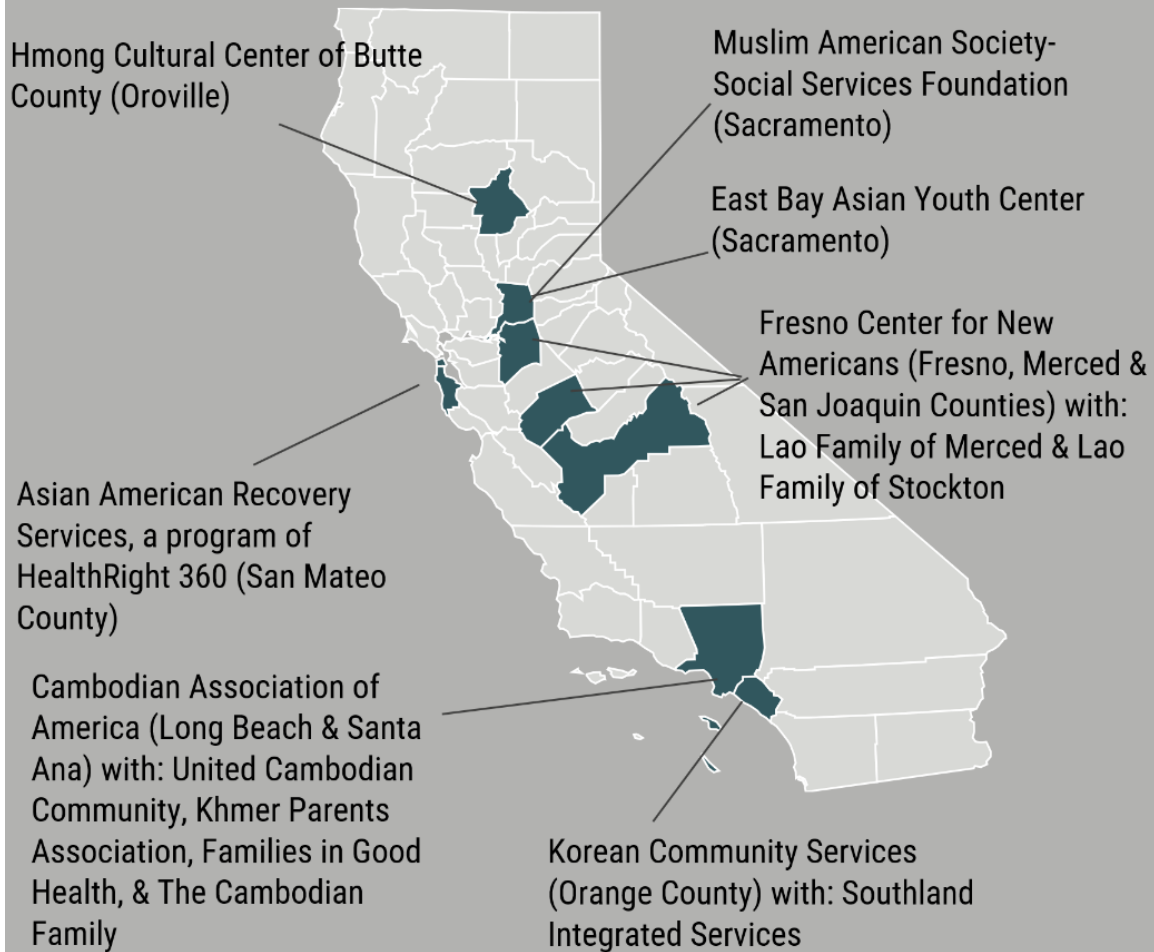 Hmong Cultural Center of Butte
County (Oroville)
Muslim American Society-
Social Services Foundation
(Sacramento)
East Bay Asian Youth Center
(Sacramento)
Fresno Center for New
Americans (Fresno, Merced &
San Joaquin Counties) with:
Lao Family of Merced & Lao
Family of Stockton
Asian American Recovery
Services, a program of
HealthRight 360 (San Mateo
County)
Cambodian Association of
America (Long Beach & Santa
Ana) with: United Cambodian
Community, Khmer Parents
Association, Families in Good
Health, & The Cambodian
Family
Korean Community Services
(Orange County) with: Southland
Integrated Services